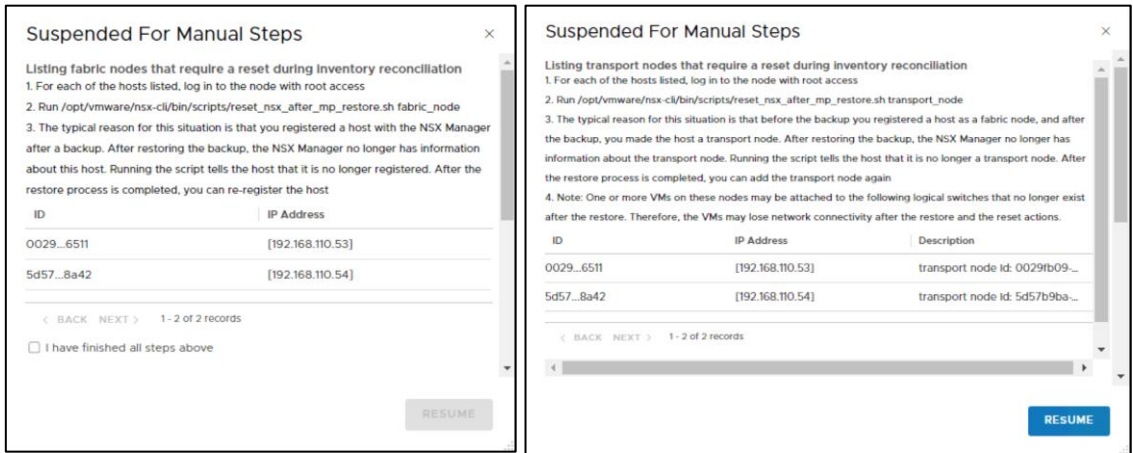 Suspended For Manual Steps
Listing fabric nodes that require a reset during inventory reconciliation
1. For each of the hosts listed, log in to the node with root access
2. Run /opt/vmware/nsx-cli/bin/scripts/reset_nsx_after_mp_restore.sh fabric_node
3. The typical reason for this situation is that you registered a host with the NSX Manager
after a backup. After restoring the backup, the NSX Manager no longer has information
about this host. Running the script tells the host that it is no longer registered. After the
restore process is completed, you can re-register the host
ID IP Address
0029...6511 [192.168.110.53]
5d57...8a42 [192.168.110.54]
< BACK NEXT > 1 - 2 of 2 records
I have finished all steps above
RESUME
Suspended For Manual Steps
Listing transport nodes that require a reset during inventory reconciliation
1. For each of the hosts listed, log in to the node with root access
2. Run /opt/vmware/nsx-cli/bin/scripts/reset_nsx_after_mp_restore.sh transport_node
3. The typical reason for this situation is that before the backup you registered a host as a fabric node, and after
the backup, you made the host a transport node. After restoring the backup, the NSX Manager no longer has
information about the transport node. Running the script tells the host that it is no longer a transport node. After
the restore process is completed, you can add the transport node again
4. Note: One or more VMs on these nodes may be attached to the following logical switches that no longer exist
after the restore. Therefore, the VMs may lose network connectivity after the restore and the reset actions.
ID IP Address Description
0029...6511 [192.168.110.53] transport node Id: 0029fb09-...
5d57...8a42 [192.168.110.54] transport node Id: 5d57b9ba-...
< BACK NEXT > 1 - 2 of 2 records
RESUME